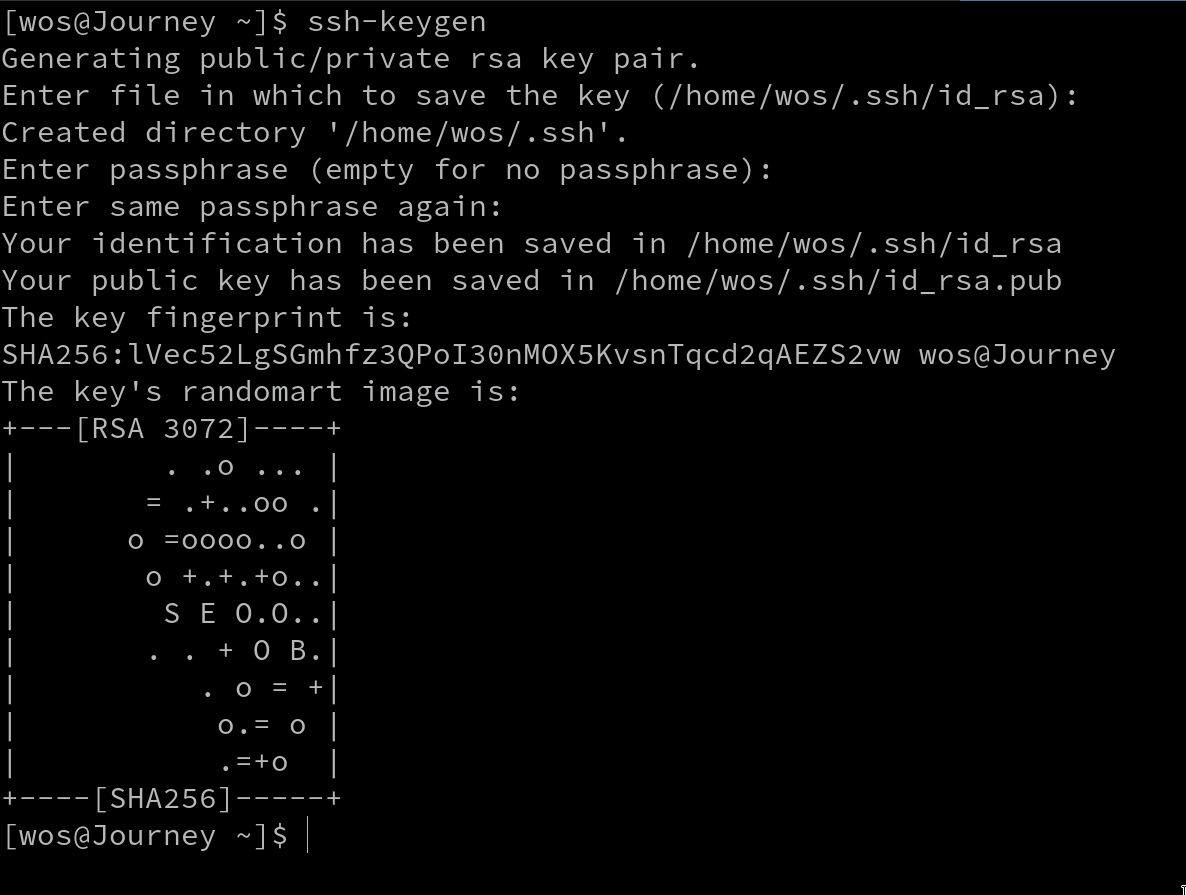 [wos@Journey ~]$ ssh-keygen
Generating public/private rsa key pair.
Enter file in which to save the key (/home/wos/.ssh/id_rsa):
Created directory '/home/wos/.ssh'.
Enter passphrase (empty for no passphrase):
Enter same passphrase again:
Your identification has been saved in /home/wos/.ssh/id_rsa
Your public key has been saved in /home/wos/.ssh/id_rsa.pub
The key fingerprint is:
SHA256:lVec52LgSGmhfz3QPoI30nMOX5KvsnTqcd2qAEZS2vw wos@Journey
The key's randomart image is:
+---[RSA 3072]----+
|        . .o ... |
|       = .+..oo .|
|      o =oooo..o |
|       o +.+.+o..|
|        S E O.O..|
|       . . + O B.|
|          . o = +|
|           o.= o |
|           .=+o  |
+----[SHA256]-----+
[wos@Journey ~]$